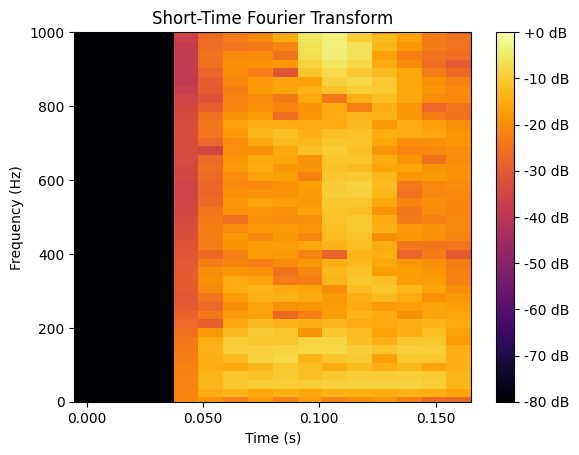 Short-Time Fourier Transform
1000
800
600
400
200
0
Frequency (Hz)
0.000
0.050
0.100
0.150
Time (s)
+0 dB
-10 dB
-20 dB
-30 dB
-40 dB
-50 dB
-60 dB
-70 dB
-80 dB